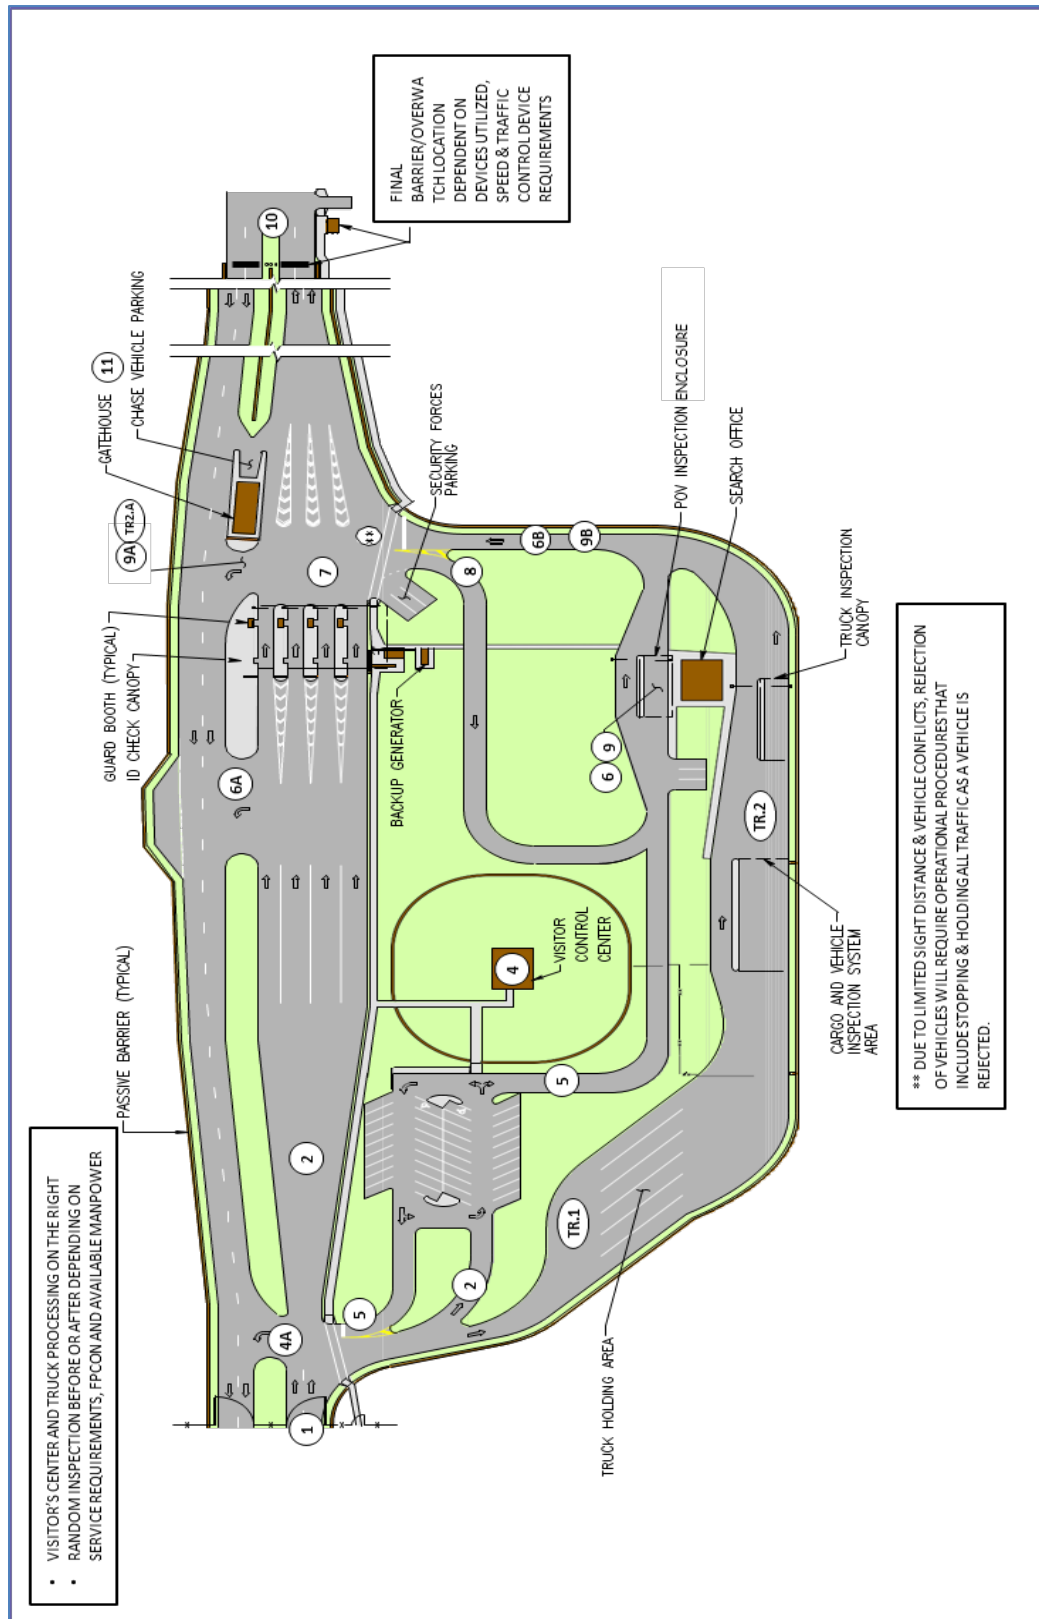 • VISITOR'S CENTER AND TRUCK PROCESSING ON THE RIGHT
• RANDOM INSPECTION BEFORE OR AFTER DEPENDING ON
SERVICE REQUIREMENTS, FPCON AND AVAILABLE MANPOWER
PASSIVE BARRIER (TYPICAL)
GUARD BOOTH (TYPICAL)
ID CHECK CANOPY
9A
TR2.A
GATEHOUSE
11
CHASE VEHICLE PARKING
FINAL
BARRIER/OVERWA
TCH LOCATION
DEPENDENT ON
DEVICES UTILIZED,
SPEED & TRAFFIC
CONTROL DEVICE
REQUIREMENTS
1
4A
2
6A
7
10
**
5
2
5
4
VISITOR
CONTROL
CENTER
BACKUP GENERATOR
SECURITY FORCES
PARKING
8
6B
9B
6
9
POV INSPECTION ENCLOSURE
SEARCH OFFICE
TR.1
TR.2
TRUCK HOLDING AREA
CARGO AND VEHICLE
INSPECTION SYSTEM
AREA
TRUCK INSPECTION
CANOPY
** DUE TO LIMITED SIGHT DISTANCE & VEHICLE CONFLICTS, REJECTION
OF VEHICLES WILL REQUIRE OPERATIONAL PROCEDURES THAT
INCLUDE STOPPING & HOLDING ALL TRAFFIC AS A VEHICLE IS
REJECTED.